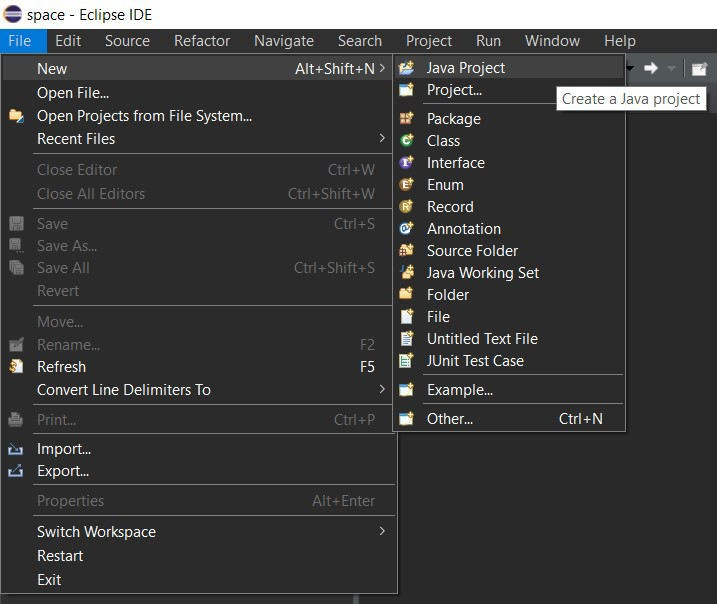 space - Eclipse IDE
File Edit Source Refactor Navigate Search Project Run Window Help
New Alt+Shift+N
Open File...
Open Projects from File System...
Recent Files
Close Editor Ctrl+W
Close All Editors Ctrl+Shift+W
Save Ctrl+S
Save As...
Save All Ctrl+Shift+S
Revert
Move...
Rename... F2
Refresh F5
Convert Line Delimiters To
Print... Ctrl+P
Import...
Export...
Properties Alt+Enter
Switch Workspace
Restart
Exit
Java Project
Project...
Create a Java project
Package
Class
Interface
Enum
Record
Annotation
Source Folder
Java Working Set
Folder
File
Untitled Text File
JUnit Test Case
Example...
Other... Ctrl+N